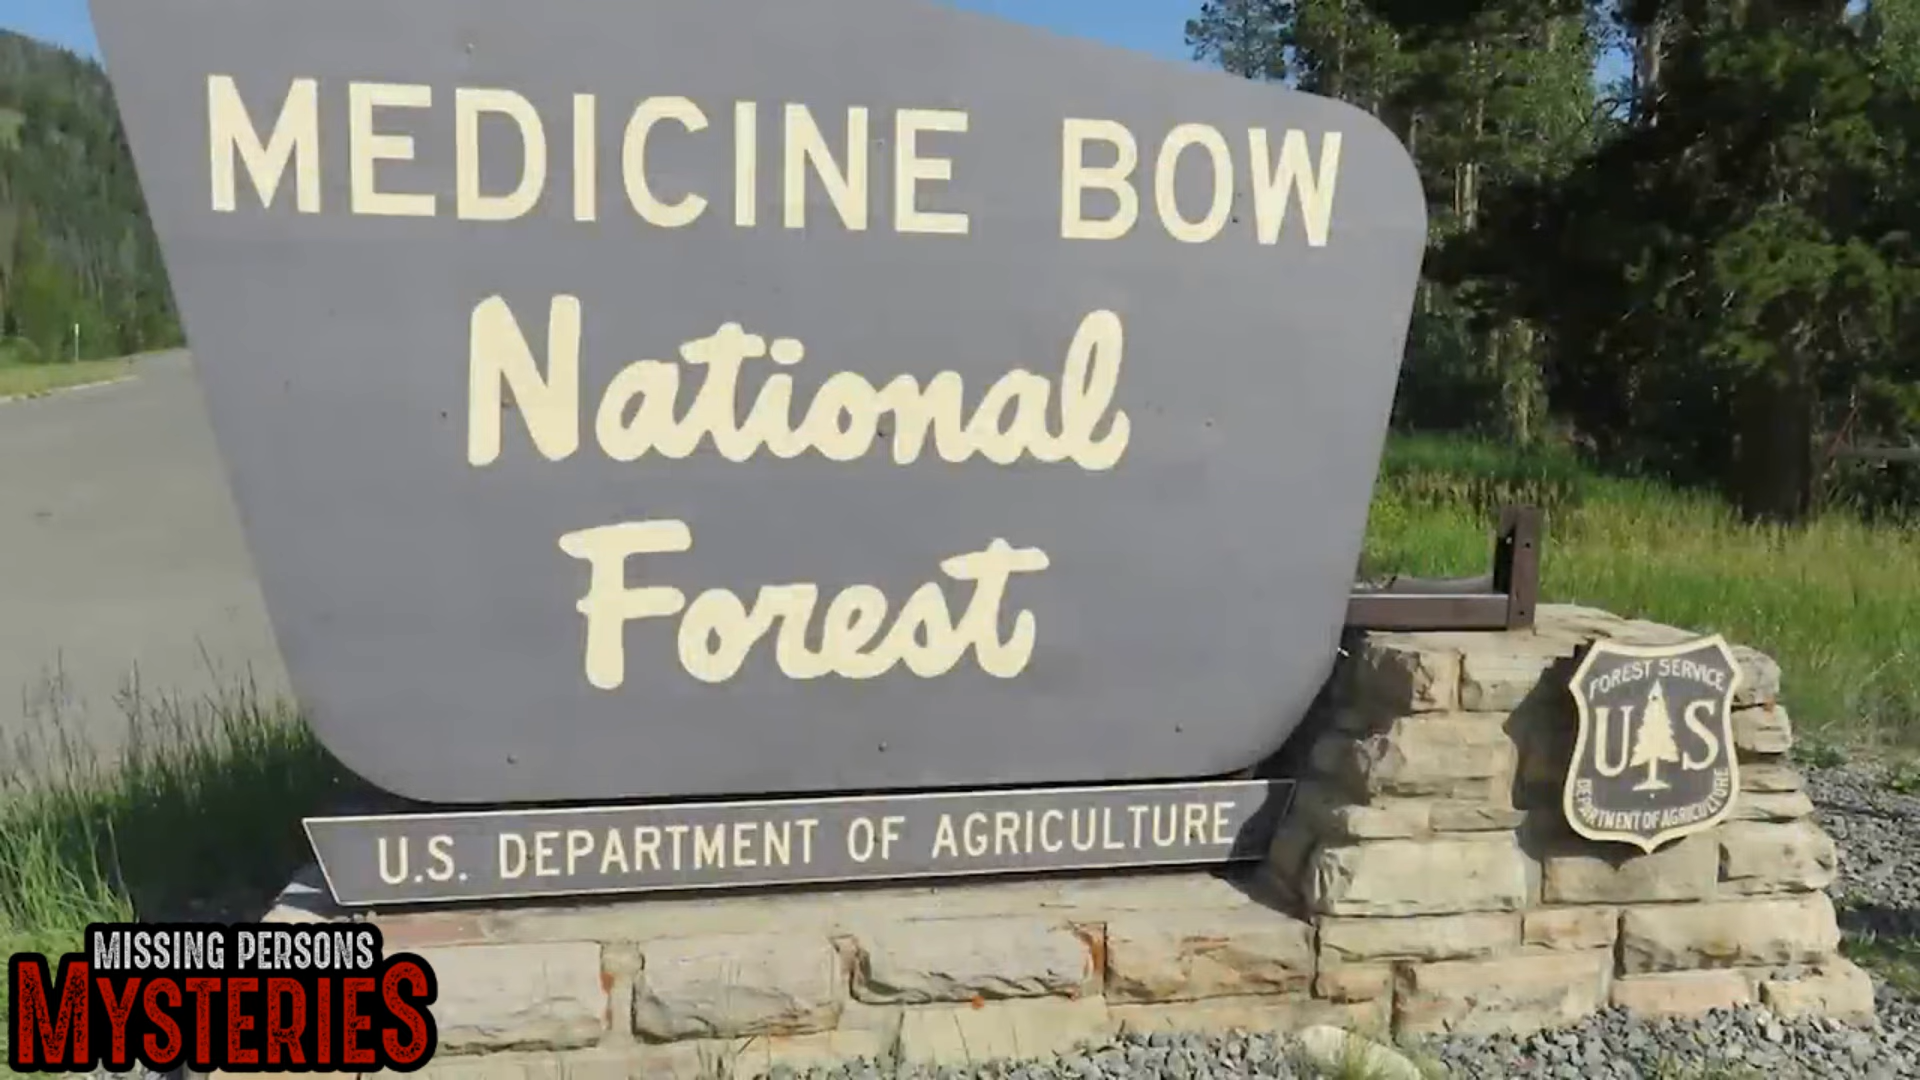 MEDICINE BOW
National
Forest
U.S. DEPARTMENT OF AGRICULTURE
FOREST SERVICE
U S
DEPARTMENT OF AGRICULTURE
MISSING PERSONS
MYSTERIES